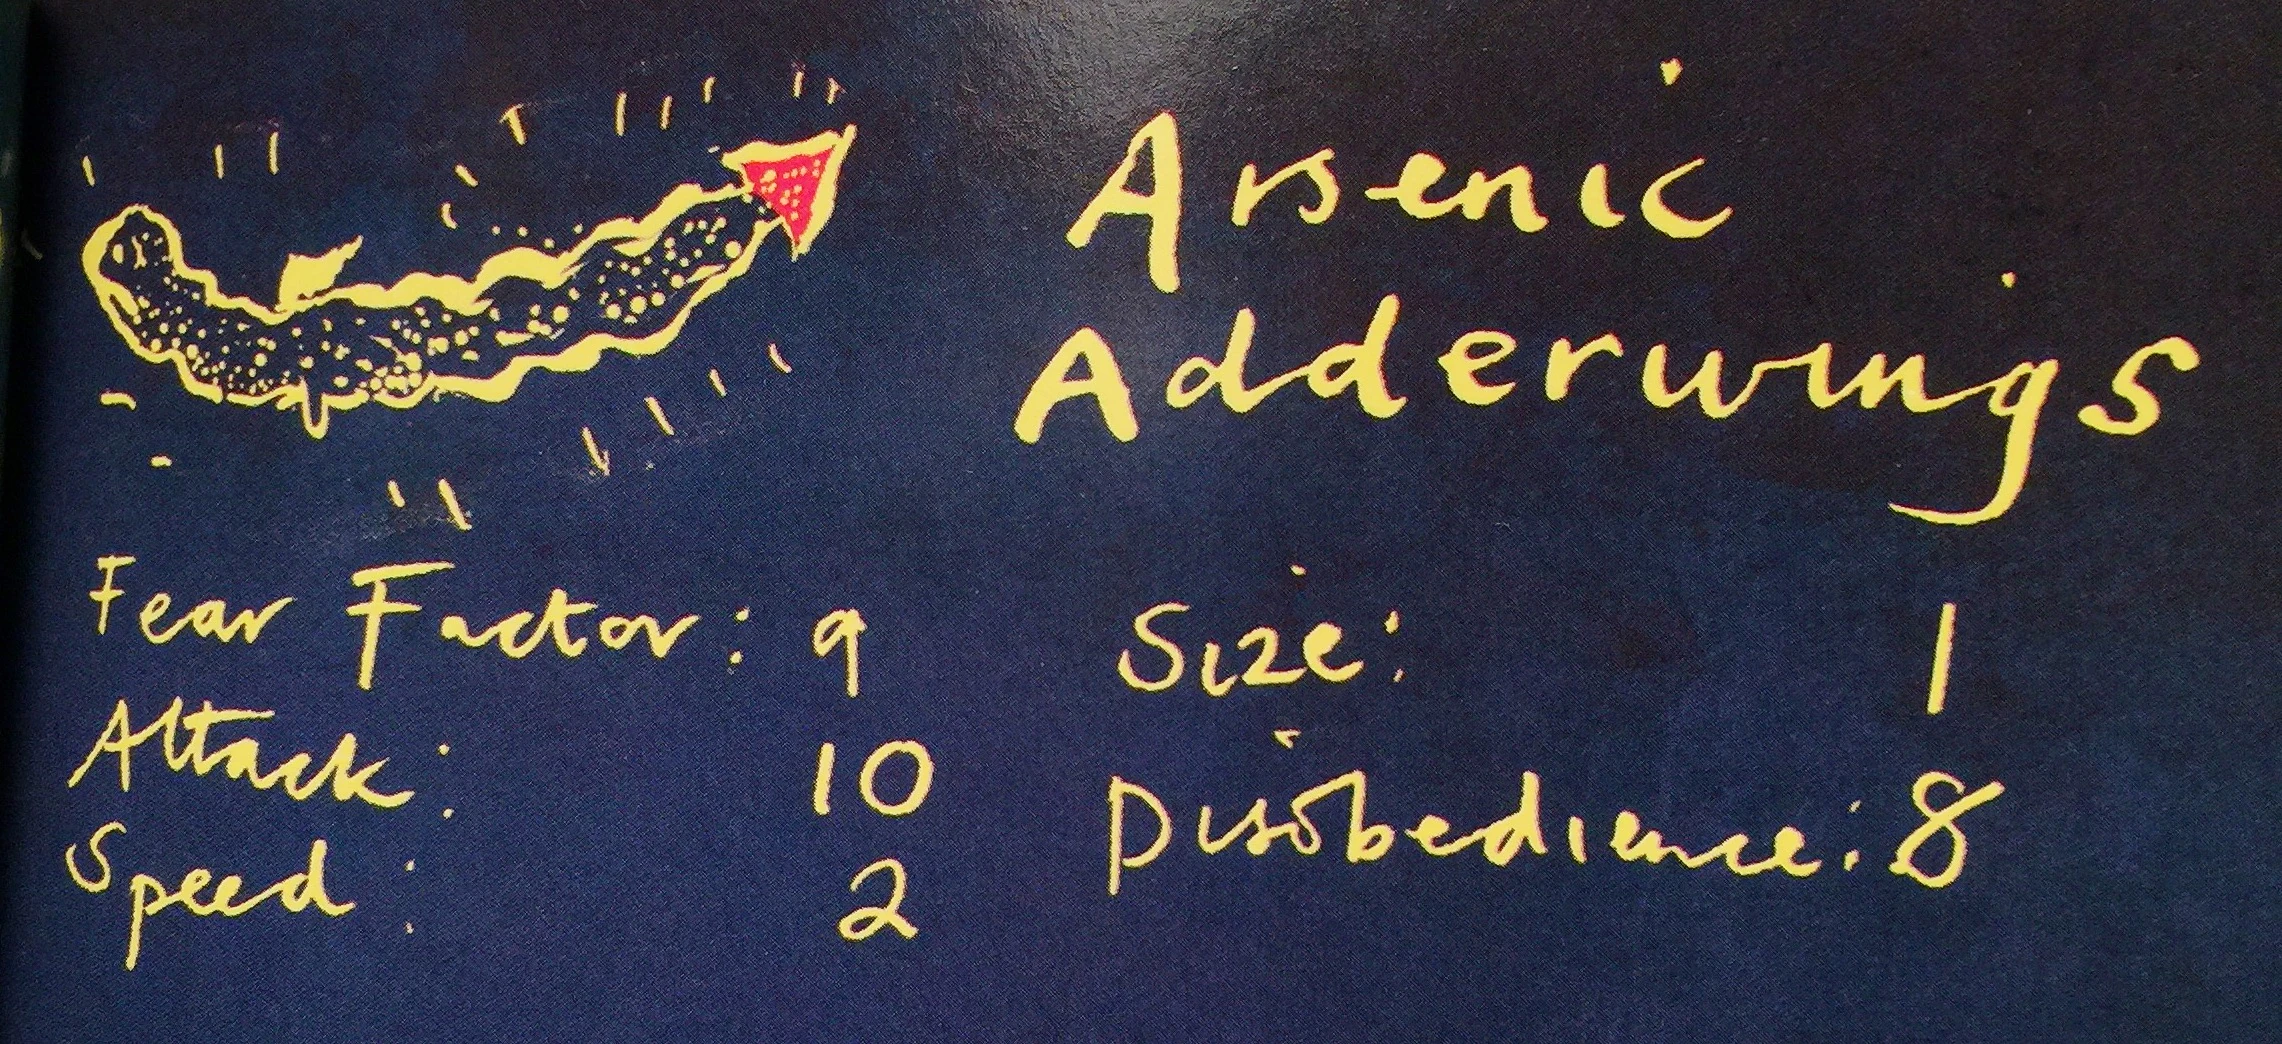 Arsenic
Adderwings
Fear Factor: 9
Attack: 10
Speed: 2
Size: 1
Disobedience: 8